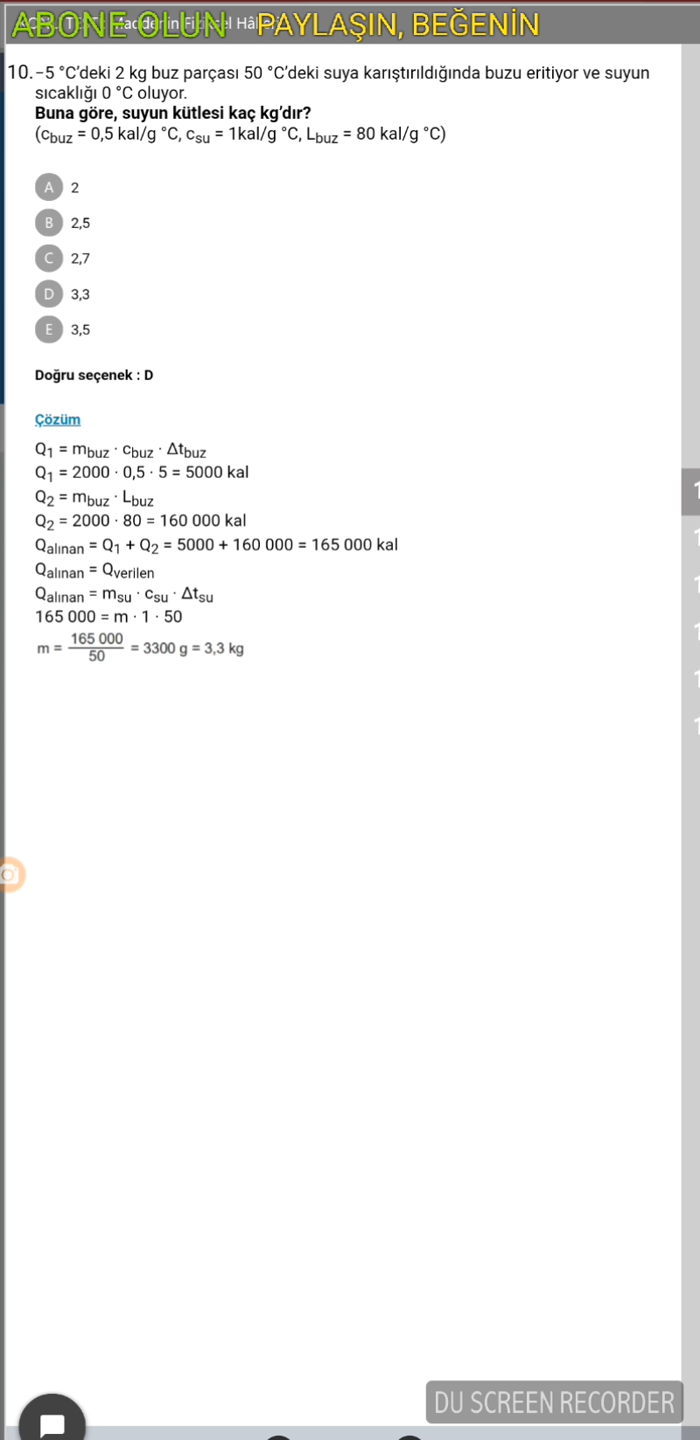 ABONE OLUN PAYLAŞIN, BEĞENİN
10. -5 °C'deki 2 kg buz parçası 50 °C'deki suya karıştırıldığında buzu eritiyor ve suyun
sıcaklığı 0 °C oluyor.
Buna göre, suyun kütlesi kaç kg'dır?
(c_buz = 0,5 kal/g °C, c_su = 1kal/g °C, L_buz = 80 kal/g °C)
A 2
B 2,5
C 2,7
D 3,3
E 3,5
Doğru seçenek : D
Çözüm
Q₁ = m_buz · c_buz · Δt_buz
Q₁ = 2000 · 0,5 · 5 = 5000 kal
Q₂ = m_buz · L_buz
Q₂ = 2000 · 80 = 160 000 kal
Q_alınan = Q₁ + Q₂ = 5000 + 160 000 = 165 000 kal
Q_alınan = Q_verilen
Q_alınan = m_su · c_su · Δt_su
165 000 = m · 1 · 50
m = 165 000 / 50 = 3300 g = 3,3 kg
DU SCREEN RECORDER